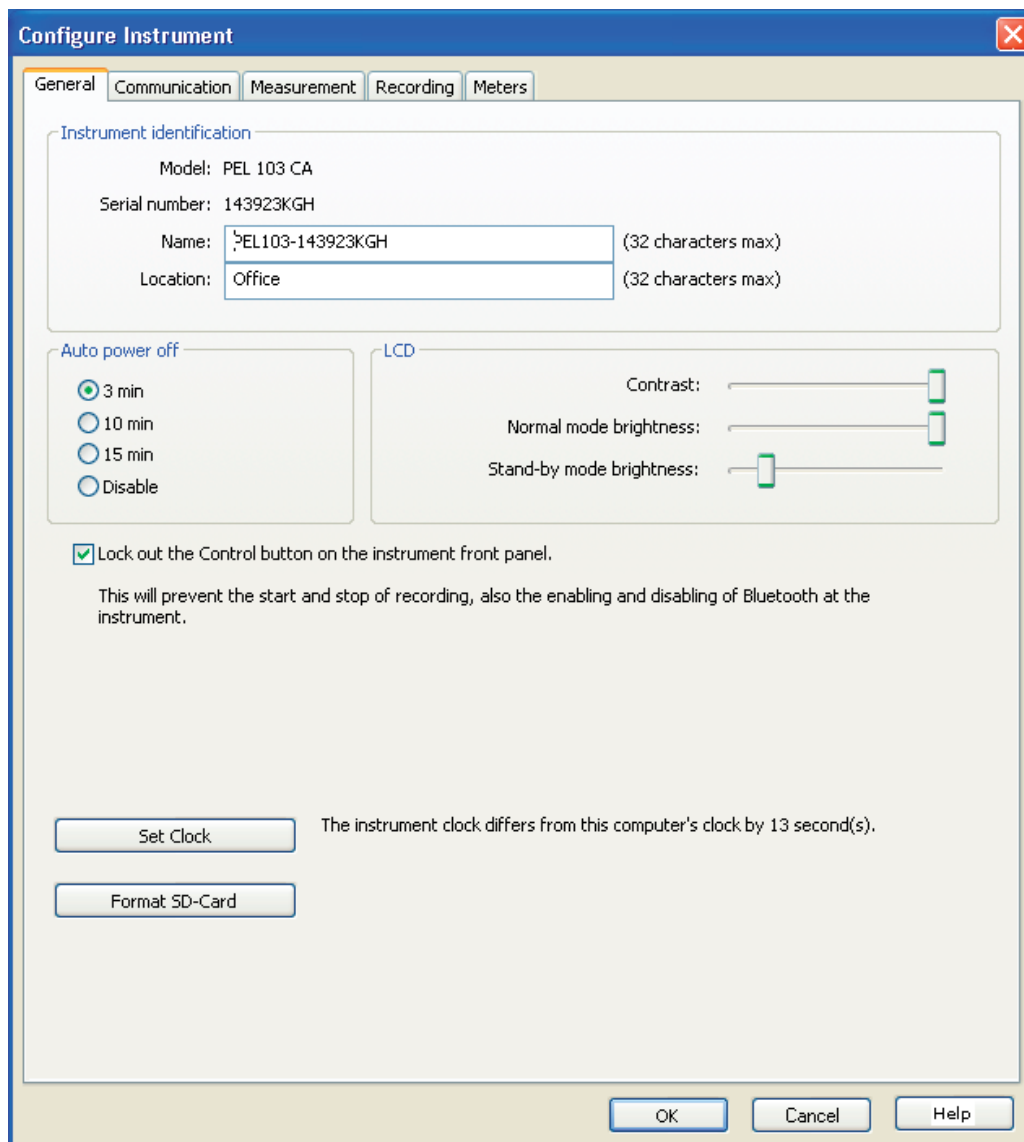 Configure Instrument
General Communication Measurement Recording Meters
Instrument identification
Model: PEL 103 CA
Serial number: 143923KGH
Name: PEL103-143923KGH (32 characters max)
Location: Office (32 characters max)
Auto power off
3 min
10 min
15 min
Disable
LCD
Contrast:
Normal mode brightness:
Stand-by mode brightness:
Lock out the Control button on the instrument front panel.
This will prevent the start and stop of recording, also the enabling and disabling of Bluetooth at the
instrument.
Set Clock The instrument clock differs from this computer's clock by 13 second(s).
Format SD-Card
OK Cancel Help